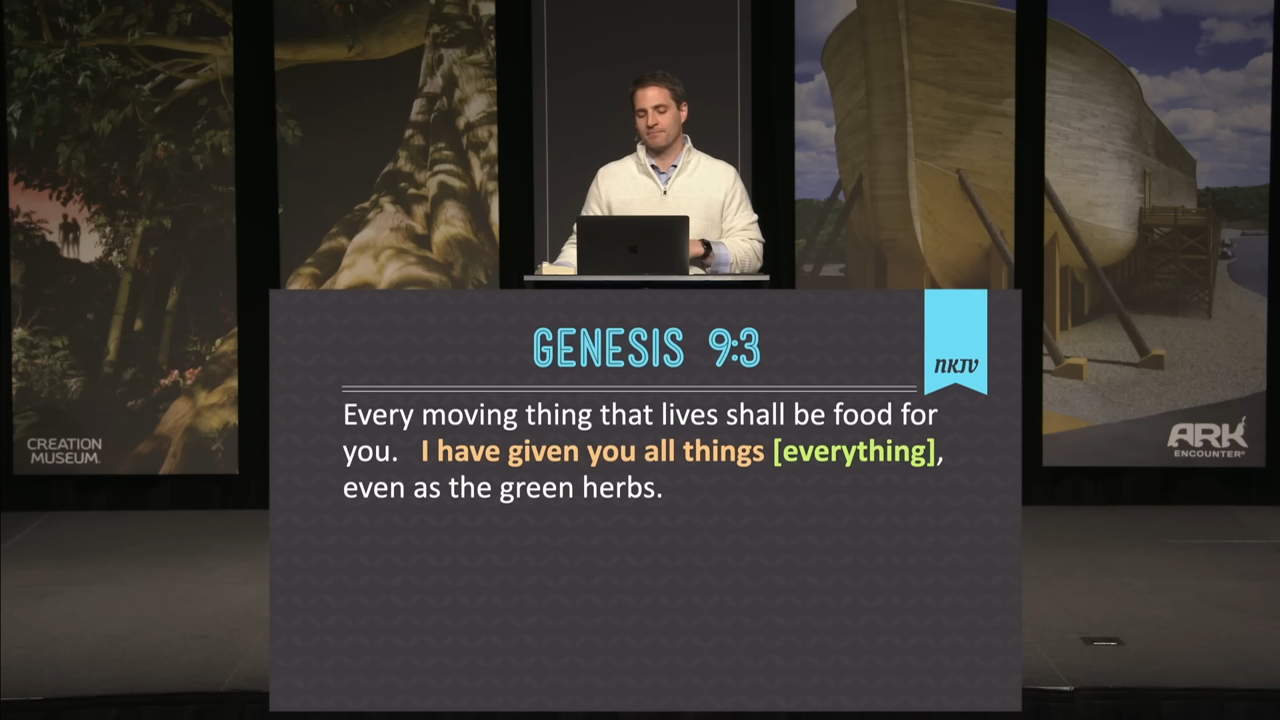 GENESIS 9:3
NKJV
Every moving thing that lives shall be food for
you. I have given you all things [everything],
even as the green herbs.
CREATION
MUSEUM
ARK
ENCOUNTER®